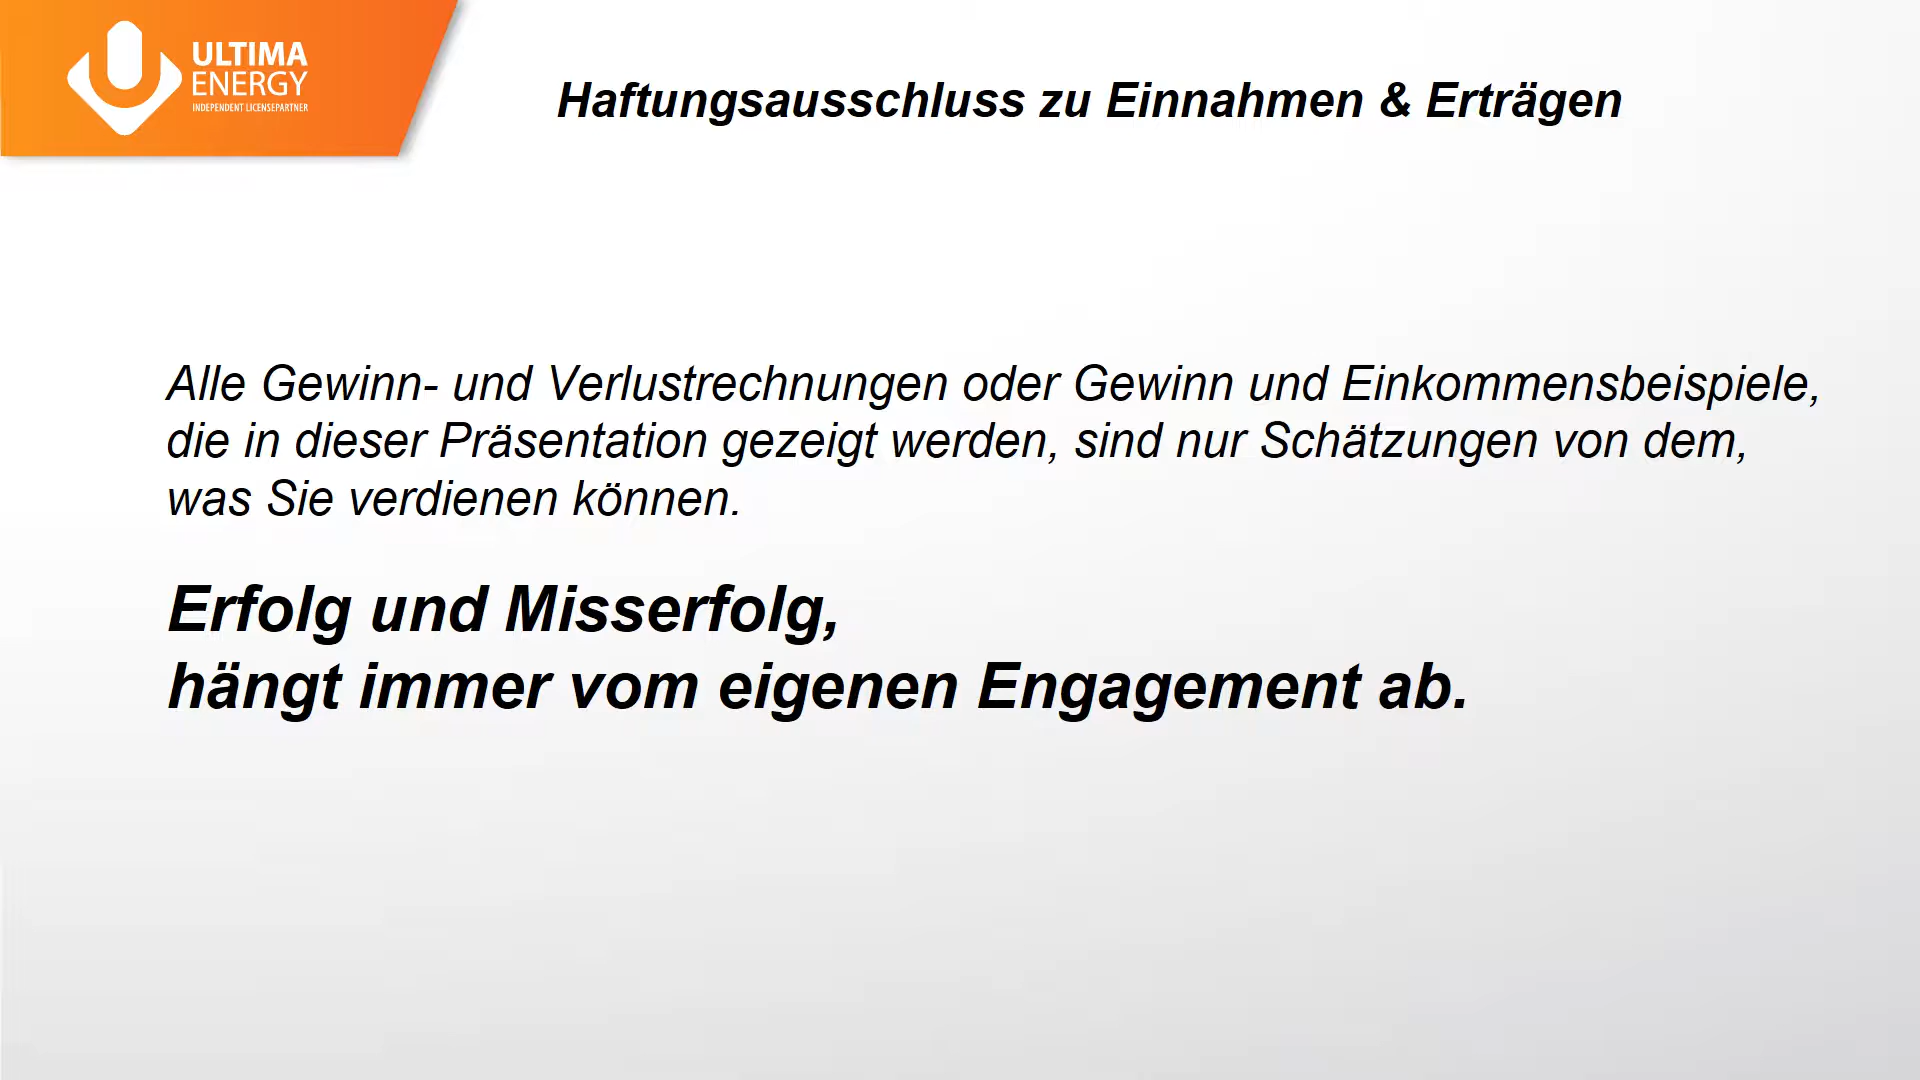 ULTIMA
ENERGY
INDEPENDENT LICENSEPARTNER
Haftungsausschluss zu Einnahmen & Erträgen
Alle Gewinn- und Verlustrechnungen oder Gewinn und Einkommensbeispiele,
die in dieser Präsentation gezeigt werden, sind nur Schätzungen von dem,
was Sie verdienen können.
Erfolg und Misserfolg,
hängt immer vom eigenen Engagement ab.